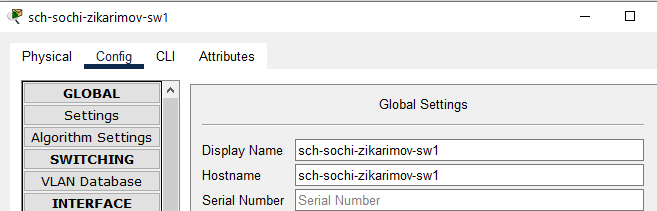 sch-sochi-zikarimov-sw1
Physical Config CLI Attributes
GLOBAL
Settings
Algorithm Settings
SWITCHING
VLAN Database
INTERFACE
Global Settings
Display Name sch-sochi-zikarimov-sw1
Hostname sch-sochi-zikarimov-sw1
Serial Number Serial Number